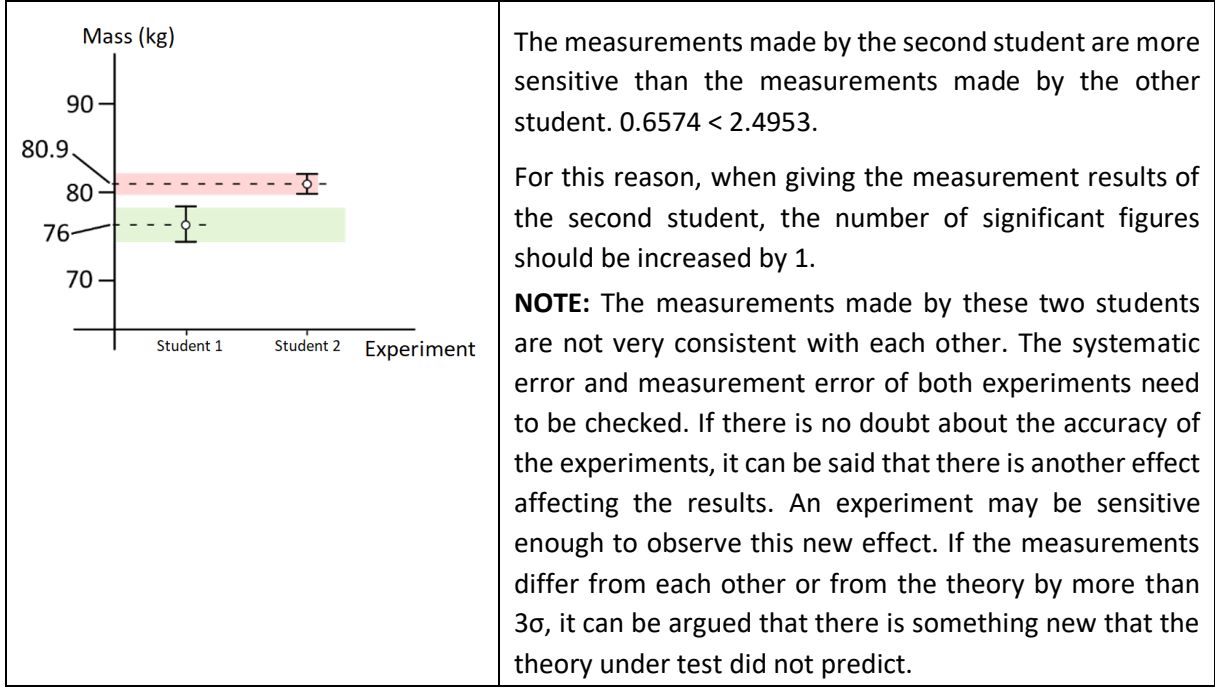 Mass (kg)
90
80.9
80
76
70
Student 1
Student 2
Experiment
The measurements made by the second student are more
sensitive than the measurements made by the other
student. 0.6574 < 2.4953.
For this reason, when giving the measurement results of
the second student, the number of significant figures
should be increased by 1.
NOTE: The measurements made by these two students
are not very consistent with each other. The systematic
error and measurement error of both experiments need
to be checked. If there is no doubt about the accuracy of
the experiments, it can be said that there is another effect
affecting the results. An experiment may be sensitive
enough to observe this new effect. If the measurements
differ from each other or from the theory by more than
3σ, it can be argued that there is something new that the
theory under test did not predict.